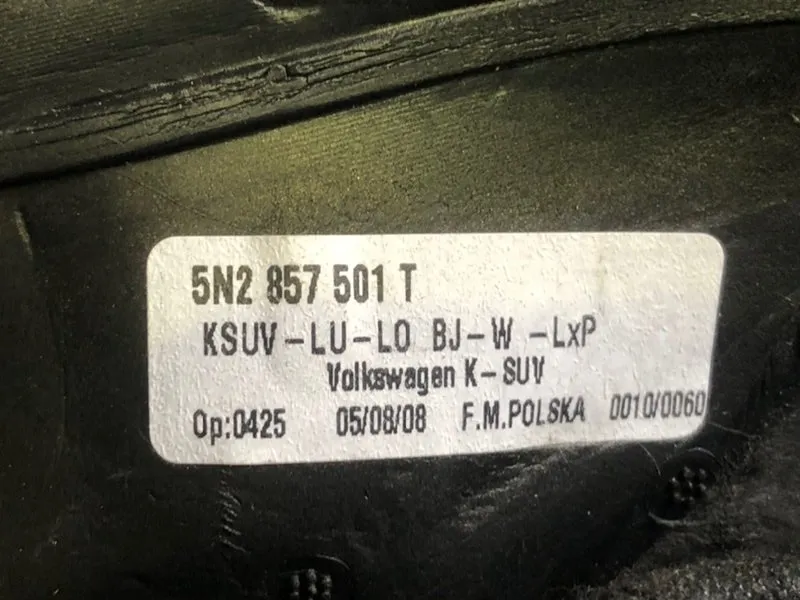 5N2 857 501 T
KSUV-LU-LO BJ-W -LxP
Volkswagen K-SUV
Op:0425 05/08/08 F.M.POLSKA 0010/0060